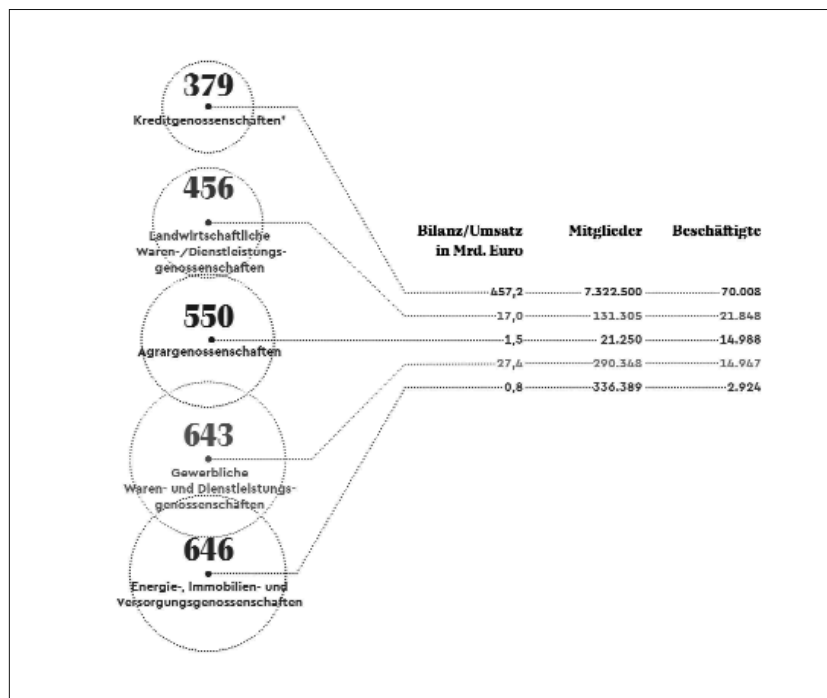 379
Kreditgenossenschaften*
456
Landwirtschaftliche
Waren-/Dienstleistungs-
genossenschaften
550
Agrargenossenschaften
643
Gewerbliche
Waren- und Dienstleistungs-
genossenschaften
646
Energie-, Immobilien- und
Versorgungsgenossenschaften
Bilanz/Umsatz Mitglieder Beschäftigte
in Mrd. Euro
457,2 7.322.500 70.008
17,0 131.305 21.848
1,5 21.250 14.988
27,4 290.348 14.947
0,8 336.389 2.924